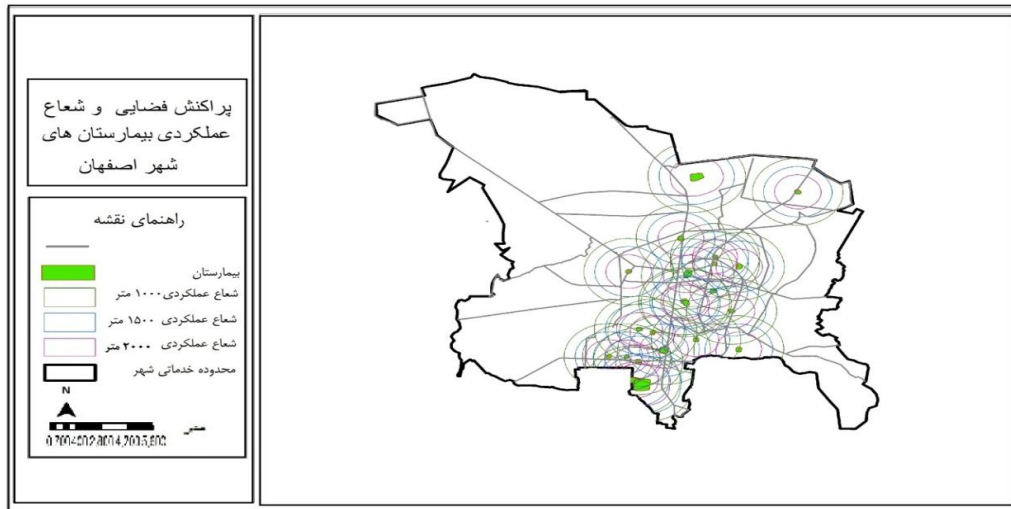 پراکنش فضایی و شعاع
عملکردی بیمارستان های
شهر اصفهان
راهنمای نقشه
بیمارستان
شعاع عملکردی ۱۰۰۰ متر
شعاع عملکردی ۱۵۰۰ متر
شعاع عملکردی ۲۰۰۰ متر
محدوده خدماتی شهر
N
متر